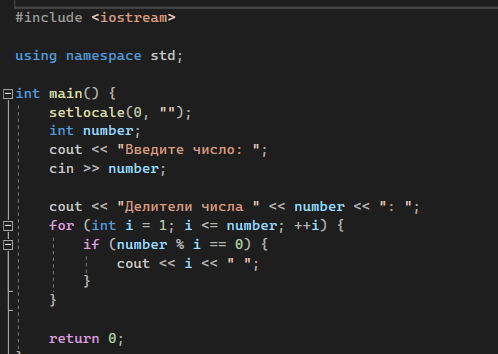 #include <iostream>
using namespace std;
int main() {
setlocale(0, "");
int number;
cout << "Введите число: ";
cin >> number;
cout << "Делители числа " << number << ": ";
for (int i = 1; i <= number; ++i) {
if (number % i == 0) {
cout << i << " ";
}
}
return 0;